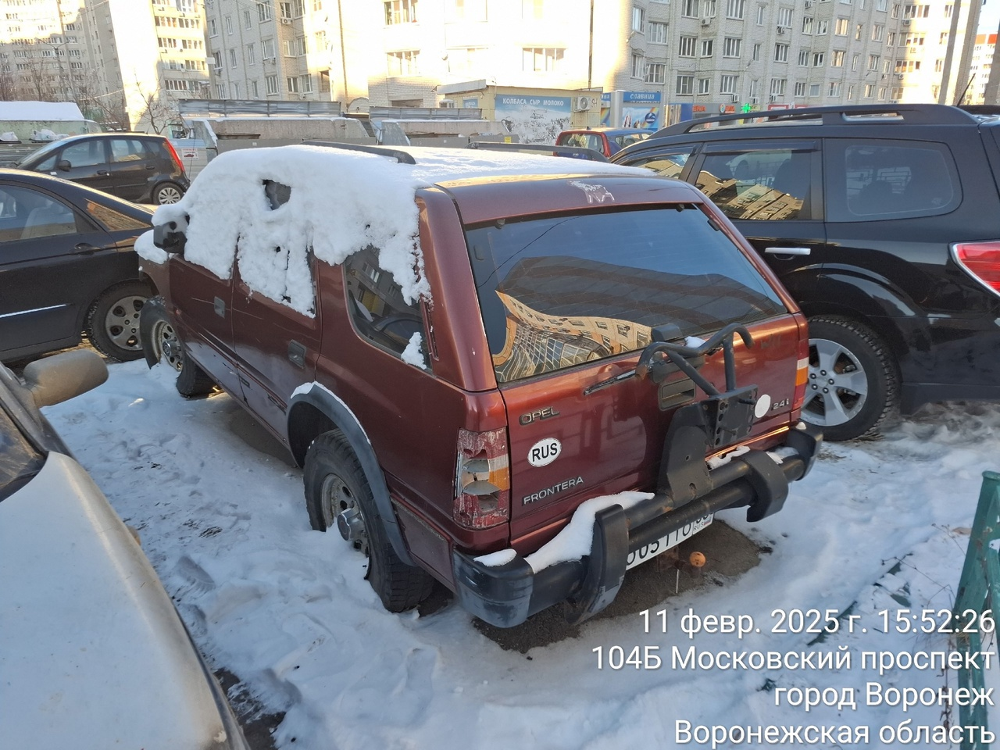 КОЛБАСА СЫР МОЛОКО
СЛАВИЦА
OPEL
2.4i
RUS
FRONTERA
11 февр. 2025 г. 15:52:26
104Б Московский проспект
город Воронеж
Воронежская область